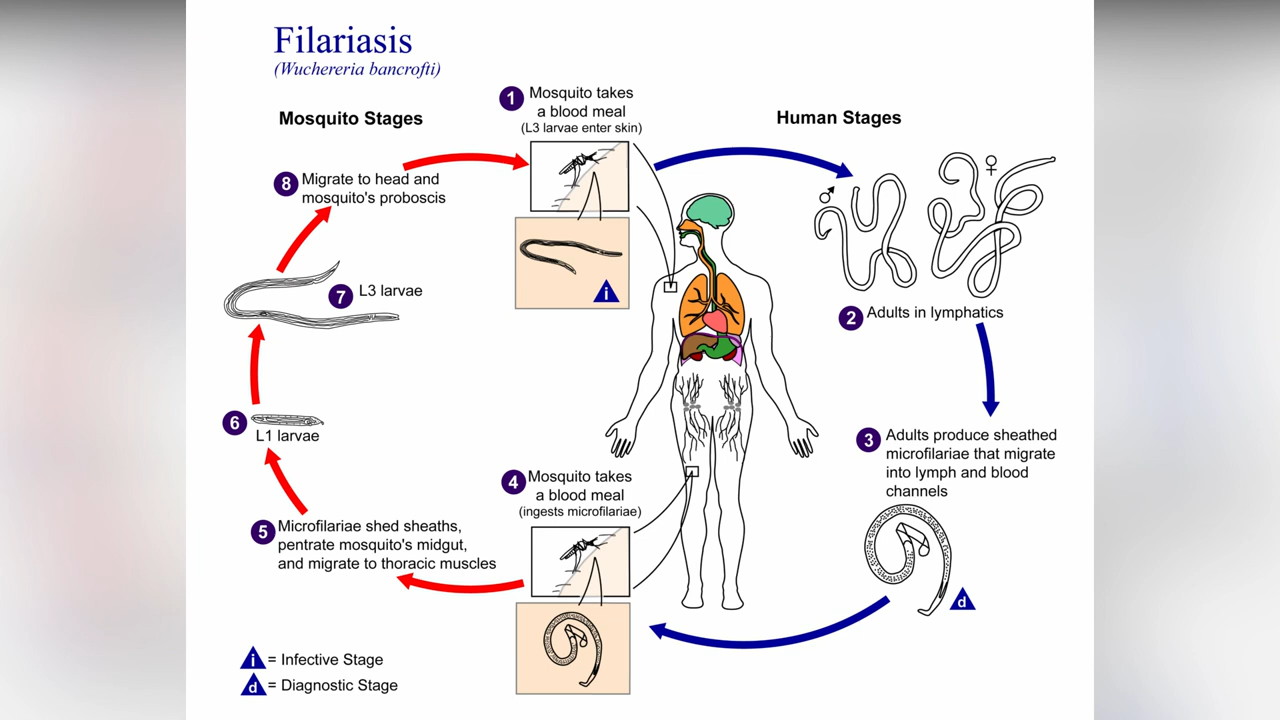 Filariasis
(Wuchereria bancrofti)
Mosquito Stages
Human Stages
1
Mosquito takes
a blood meal
(L3 larvae enter skin)
i
♂
♀
2
Adults in lymphatics
3
Adults produce sheathed
microfilariae that migrate
into lymph and blood
channels
d
4
Mosquito takes
a blood meal
(ingests microfilariae)
5
Microfilariae shed sheaths,
pentrate mosquito's midgut,
and migrate to thoracic muscles
6
L1 larvae
7
L3 larvae
8
Migrate to head and
mosquito's proboscis
i = Infective Stage
d = Diagnostic Stage